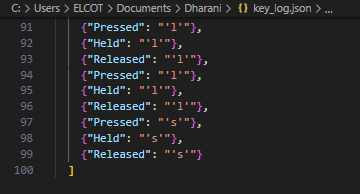 C: > Users > ELCOT > Documents > Dharani > {} key_log.json > ...
91 {"Pressed": "'l'"},
92 {"Held": "'l'"},
93 {"Released": "'l'"},
94 {"Pressed": "'l'"},
95 {"Held": "'l'"},
96 {"Released": "'l'"},
97 {"Pressed": "'s'"},
98 {"Held": "'s'"},
99 {"Released": "'s'"}
100 ]